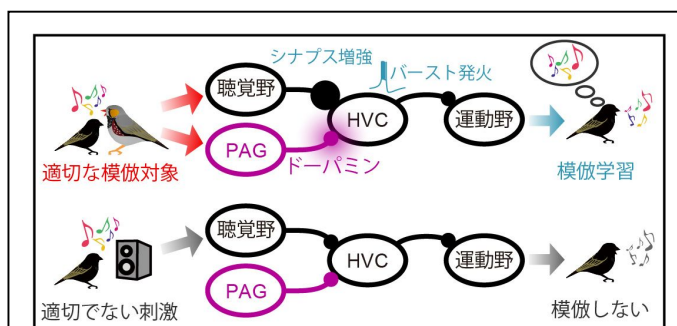 シナプス増強
バースト発火
聴覚野
HVC
運動野
PAG
ドーパミン
適切な模倣対象
模倣学習
聴覚野
HVC
運動野
PAG
適切でない刺激
模倣しない